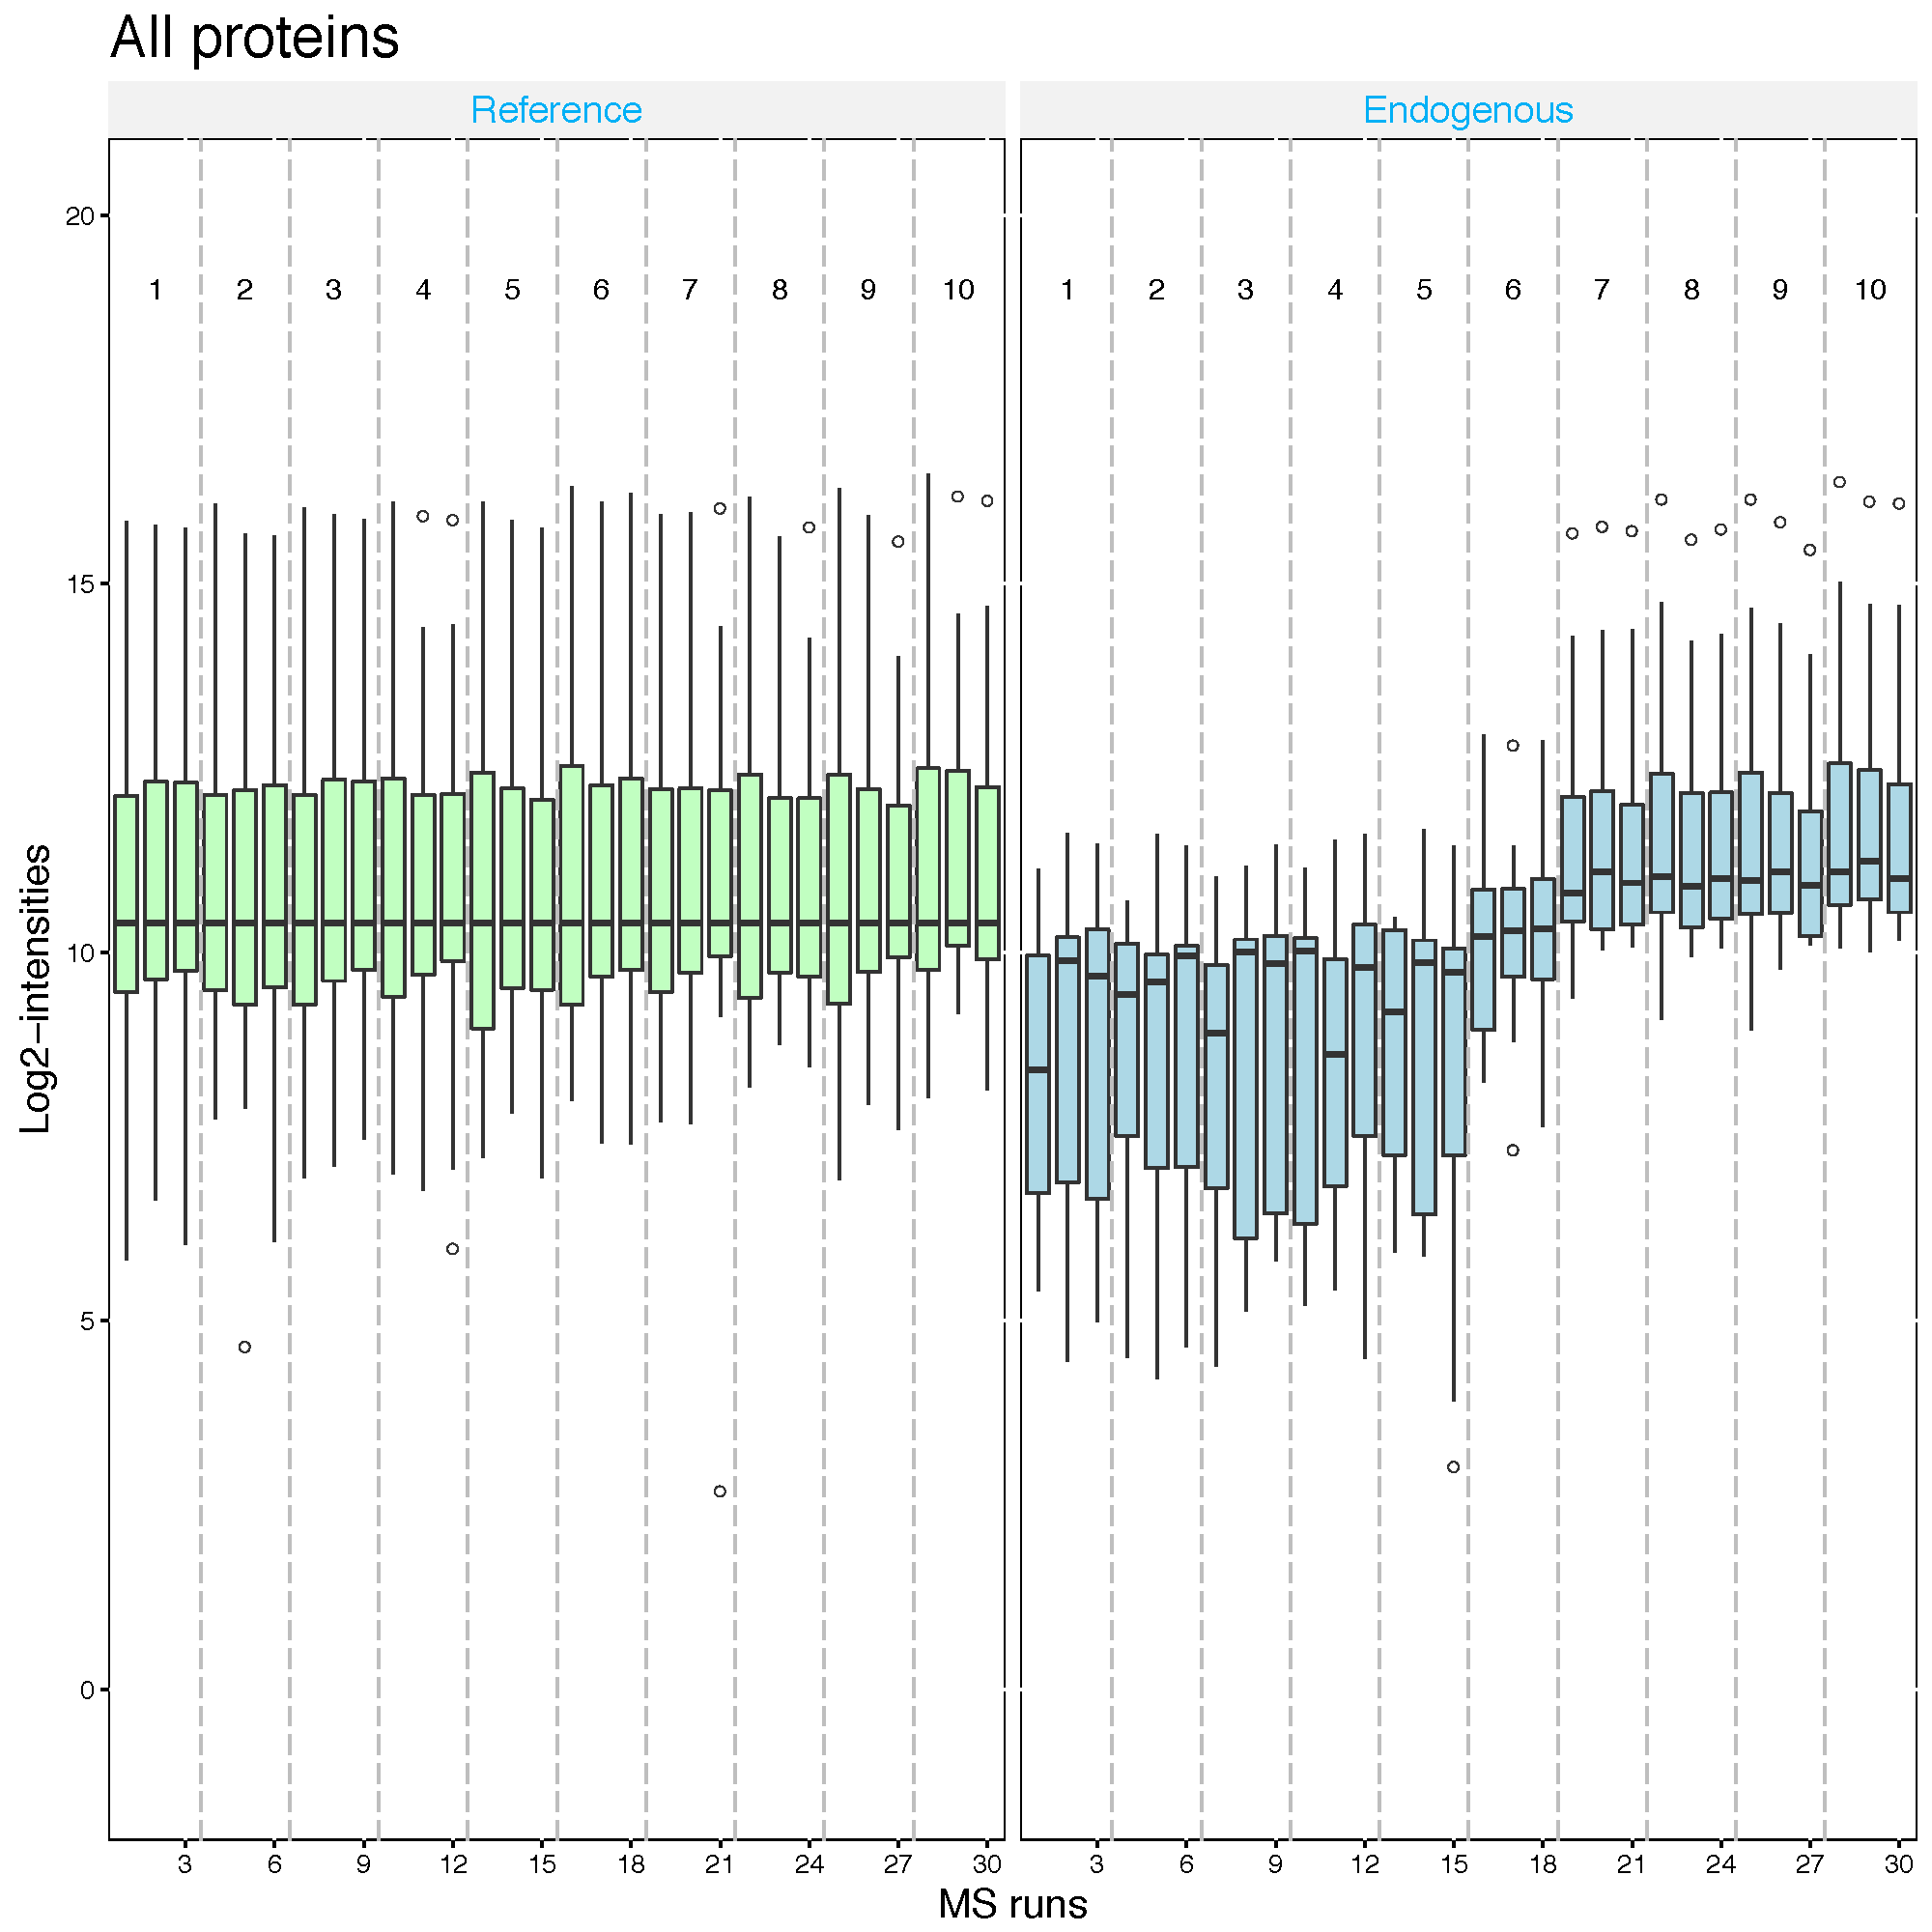 All proteins
Reference Endogenous
20
1 2 3 4 5 6 7 8 9 10 1 2 3 4 5 6 7 8 9 10
15
10
5
0
Log2-intensities
3 6 9 12 15 18 21 24 27 30 3 6 9 12 15 18 21 24 27 30
MS runs